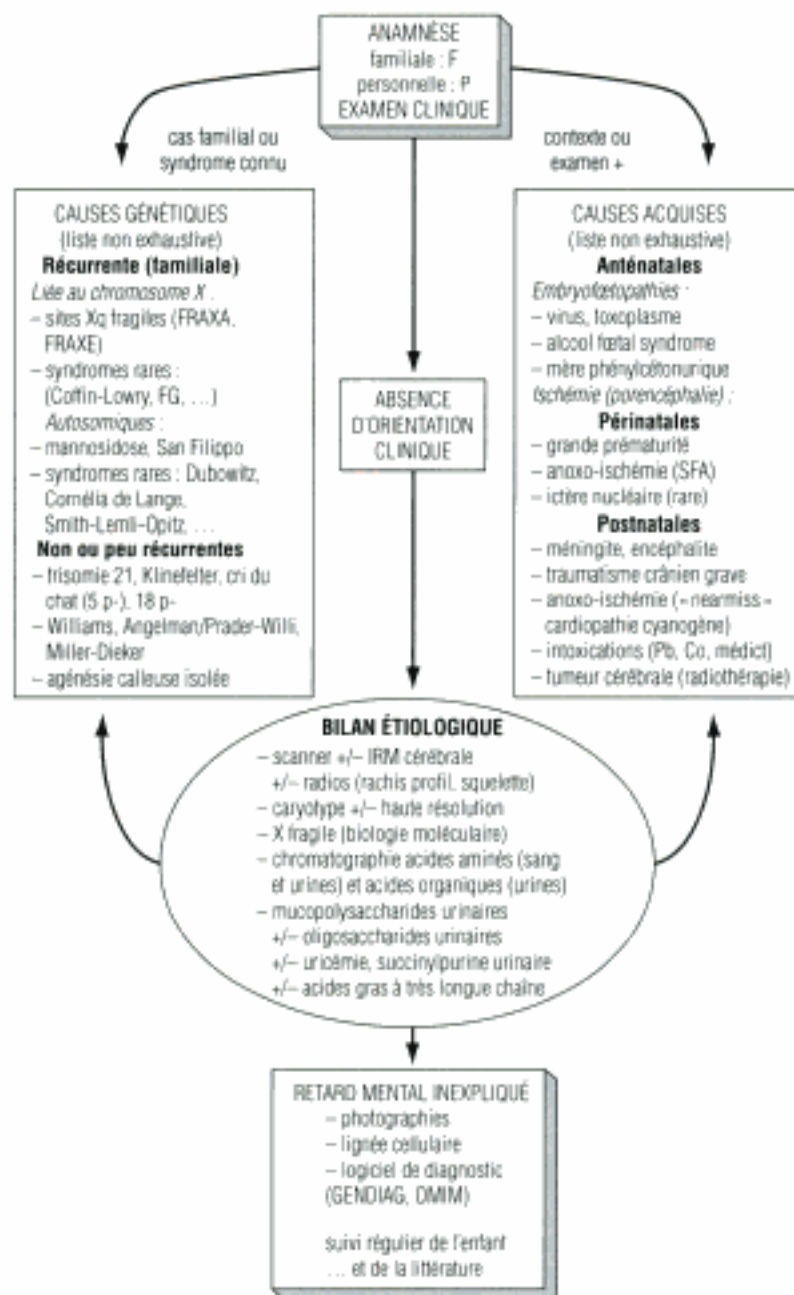 ANAMNÈSE
familiale : F
personnelle : P
EXAMEN CLINIQUE
cas familial ou
syndrome connu
contexte ou
examen +
CAUSES GÉNÉTIQUES
(liste non exhaustive)
Récurrente (familiale)
Liée au chromosome X :
– sites Xq fragiles (FRAXA,
FRAXE)
– syndromes rares :
(Coffin-Lowry, FG, ...)
Autosomiques :
– mannosidose, San Filippo
– syndromes rares : Dubowitz,
Cornélia de Lange,
Smith-Lemli-Opitz, ...
Non ou peu récurrentes
– trisomie 21, Klinefelter, cri du
chat (5 p-), 18 p-
– Williams, Angelman/Prader-Willi,
Miller-Dieker
– agénésie calleuse isolée
ABSENCE
D'ORIENTATION
CLINIQUE
CAUSES ACQUISES
(liste non exhaustive)
Anténatales
Embryofœtopathies :
– virus, toxoplasme
– alcool fœtal syndrome
– mère phénylcétonurique
Ischémie (porencéphalie) :
Périnatales
– grande prématurité
– anoxo-ischémie (SFA)
– ictère nucléaire (rare)
Postnatales
– méningite, encéphalite
– traumatisme crânien grave
– anoxo-ischémie (« nearmiss »
cardiopathie cyanogène)
– intoxications (Pb, Co, médict)
– tumeur cérébrale (radiothérapie)
BILAN ÉTIOLOGIQUE
– scanner +/– IRM cérébrale
+/– radios (rachis profil, squelette)
– caryotype +/– haute résolution
– X fragile (biologie moléculaire)
– chromatographie acides aminés (sang
et urines) et acides organiques (urines)
– mucopolysaccharides urinaires
+/– oligosaccharides urinaires
+/– uricémie, succinylpurine urinaire
+/– acides gras à très longue chaîne
RETARD MENTAL INEXPLIQUÉ
– photographies
– lignée cellulaire
– logiciel de diagnostic
(GENDIAG, OMIM)
suivi régulier de l'enfant
... et de la littérature